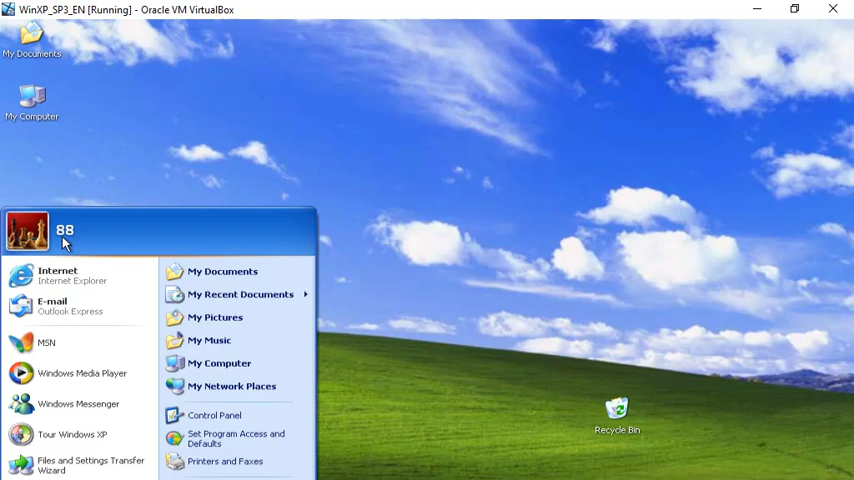 WinXP_SP3_EN [Running] - Oracle VM VirtualBox
My Documents
My Computer
88
Internet
Internet Explorer
E-mail
Outlook Express
MSN
Windows Media Player
Windows Messenger
Tour Windows XP
Files and Settings Transfer
Wizard
My Documents
My Recent Documents
My Pictures
My Music
My Computer
My Network Places
Control Panel
Set Program Access and
Defaults
Printers and Faxes
Recycle Bin